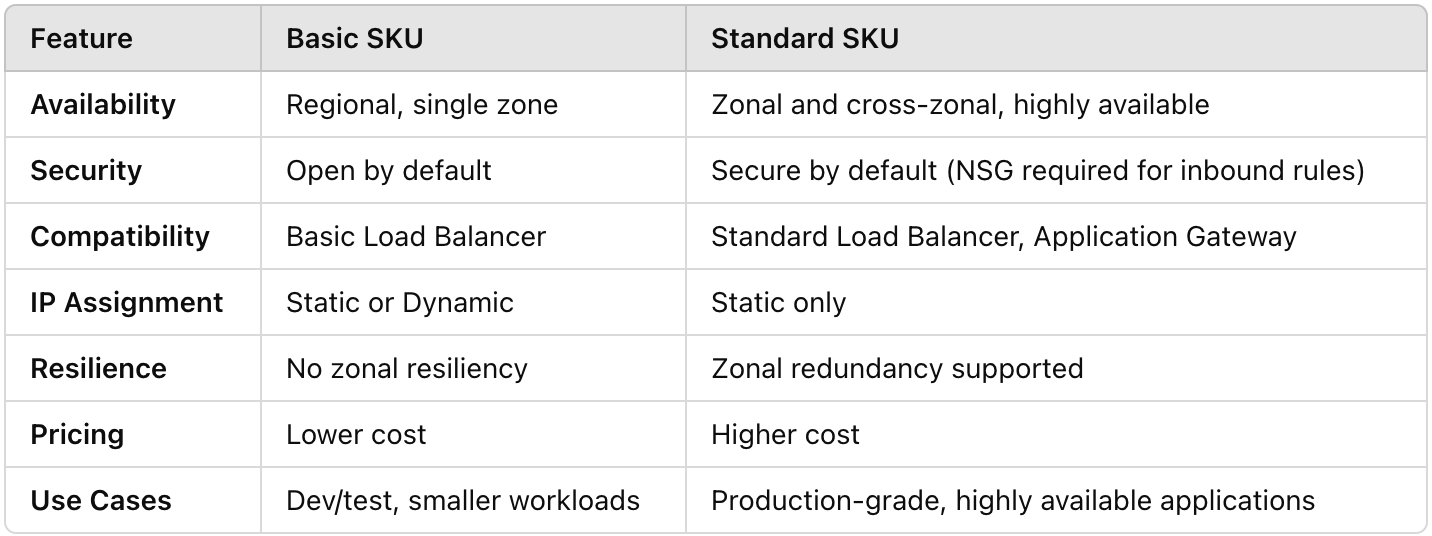 Feature Basic SKU Standard SKU
Availability Regional, single zone Zonal and cross-zonal, highly available
Security Open by default Secure by default (NSG required for inbound rules)
Compatibility Basic Load Balancer Standard Load Balancer, Application Gateway
IP Assignment Static or Dynamic Static only
Resilience No zonal resiliency Zonal redundancy supported
Pricing Lower cost Higher cost
Use Cases Dev/test, smaller workloads Production-grade, highly available applications